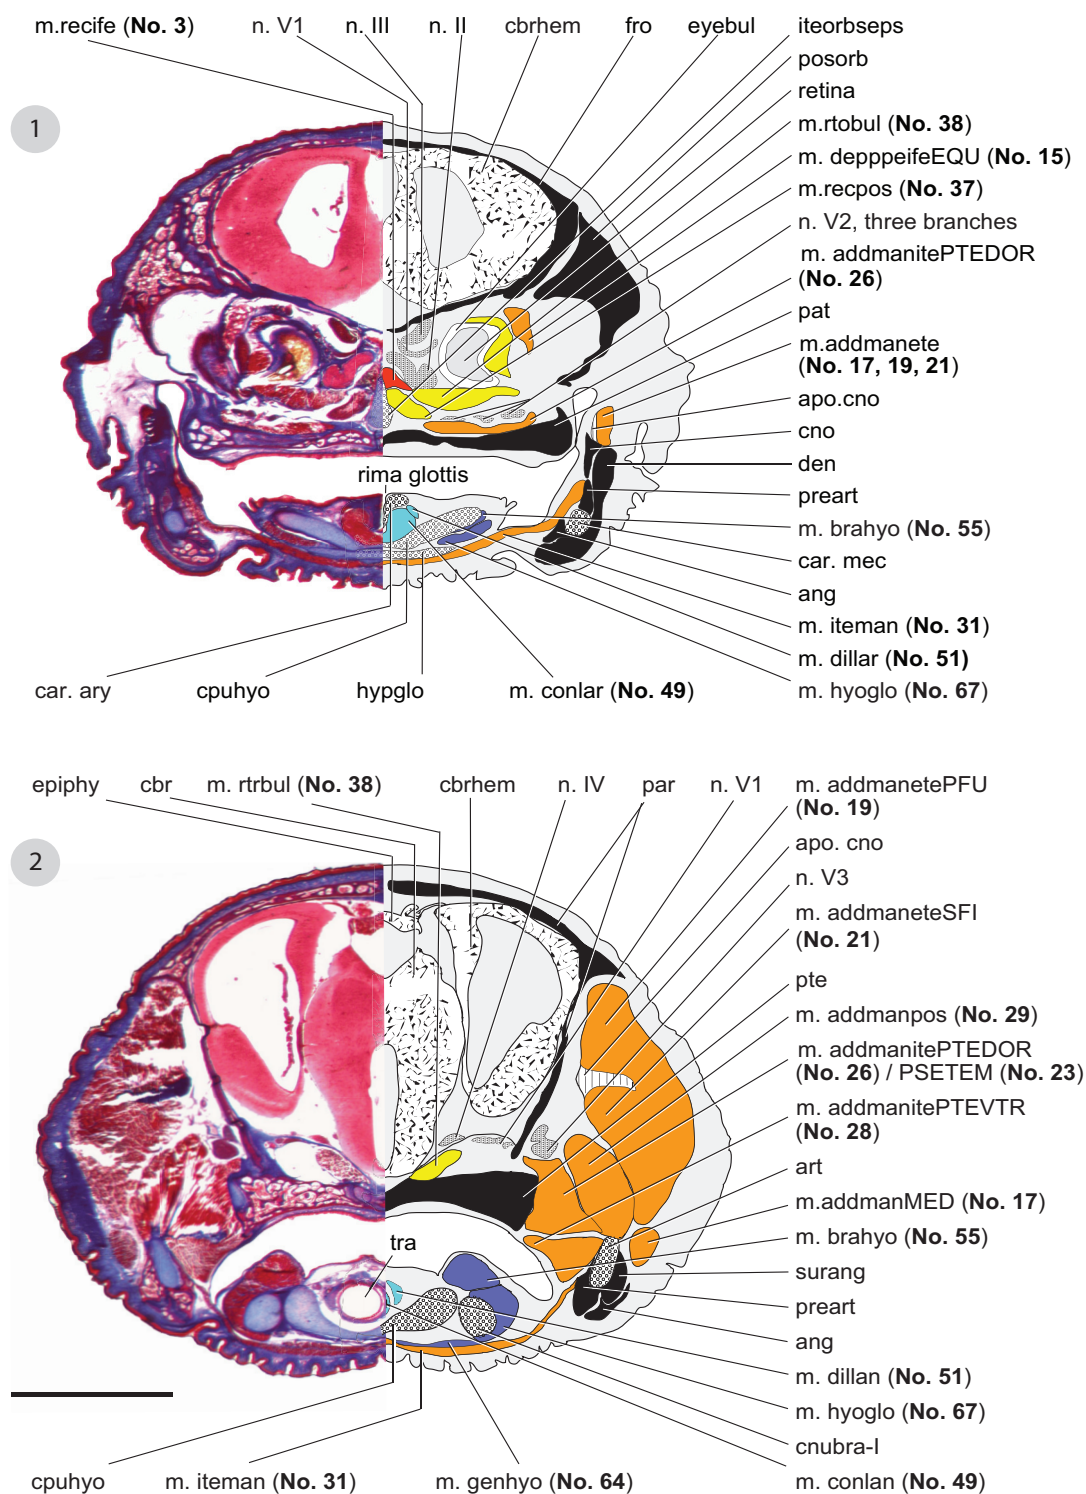 m.recife (No. 3) n. V1 n. III n. II cbrhem fro eyebul iteorbseps
posorb
retina
1
m.rtobul (No. 38)
m. depppeifeEQU (No. 15)
m.recpos (No. 37)
n. V2, three branches
m. addmanitePTEDOR
(No. 26)
pat
m.addmanete
(No. 17, 19, 21)
apo.cno
cno
den
rima glottis
preart
m. brahyo (No. 55)
car. mec
ang
m. iteman (No. 31)
m. dillar (No. 51)
car. ary cpuhyo hypglo m. conlar (No. 49) m. hyoglo (No. 67)
epiphy cbr m. rtrbul (No. 38) cbrhem n. IV par n. V1 m. addmanetePFU
(No. 19)
2
apo. cno
n. V3
m. addmaneteSFI
(No. 21)
pte
m. addmanpos (No. 29)
m. addmanitePTEDOR
(No. 26) / PSETEM (No. 23)
m. addmanitePTEVTR
(No. 28)
art
m.addmanMED (No. 17)
tra
m. brahyo (No. 55)
surang
preart
ang
m. dillan (No. 51)
m. hyoglo (No. 67)
cnubra-I
cpuhyo m. iteman (No. 31) m. genhyo (No. 64) m. conlan (No. 49)